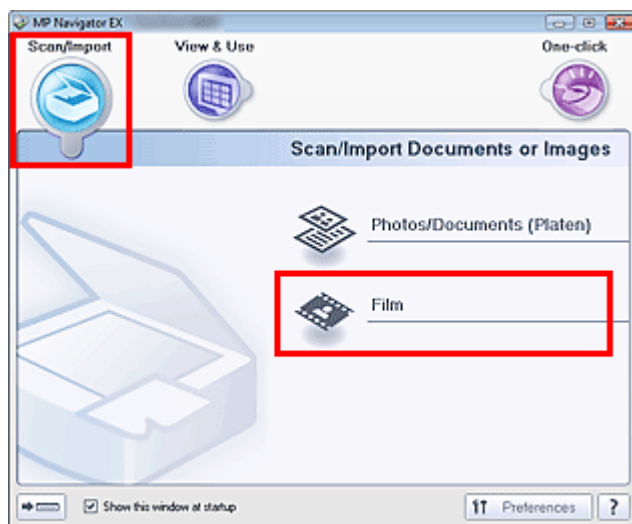 MP Navigator EX
Scan/Import
View & Use
One-click
Scan/Import Documents or Images
Photos/Documents (Platen)
Film
Show this window at startup
Preferences
?